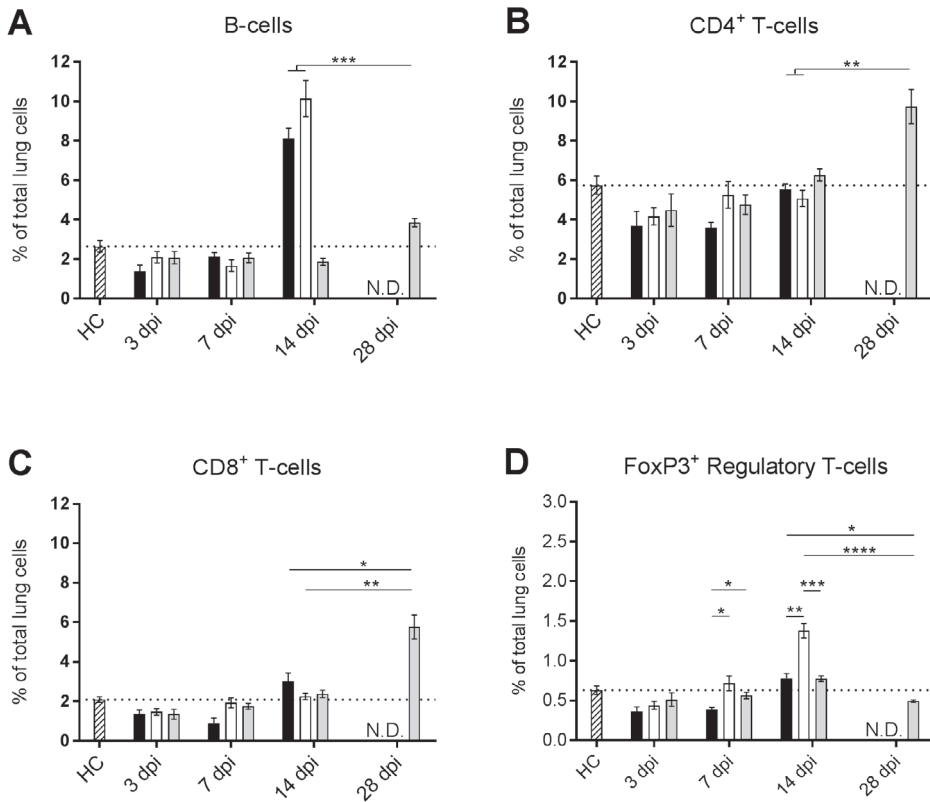 A
B-cells
***
12
10
8
6
4
2
0
% of total lung cells
N.D.
HC
3 dpi
7 dpi
14 dpi
28 dpi
B
CD4+ T-cells
**
12
10
8
6
4
2
0
% of total lung cells
N.D.
HC
3 dpi
7 dpi
14 dpi
28 dpi
C
CD8+ T-cells
12
10
8
6
4
2
0
% of total lung cells
*
**
N.D.
HC
3 dpi
7 dpi
14 dpi
28 dpi
D
FoxP3+ Regulatory T-cells
3.0
2.5
2.0
1.5
1.0
0.5
0.0
% of total lung cells
*
****
*
***
*
**
N.D.
HC
3 dpi
7 dpi
14 dpi
28 dpi